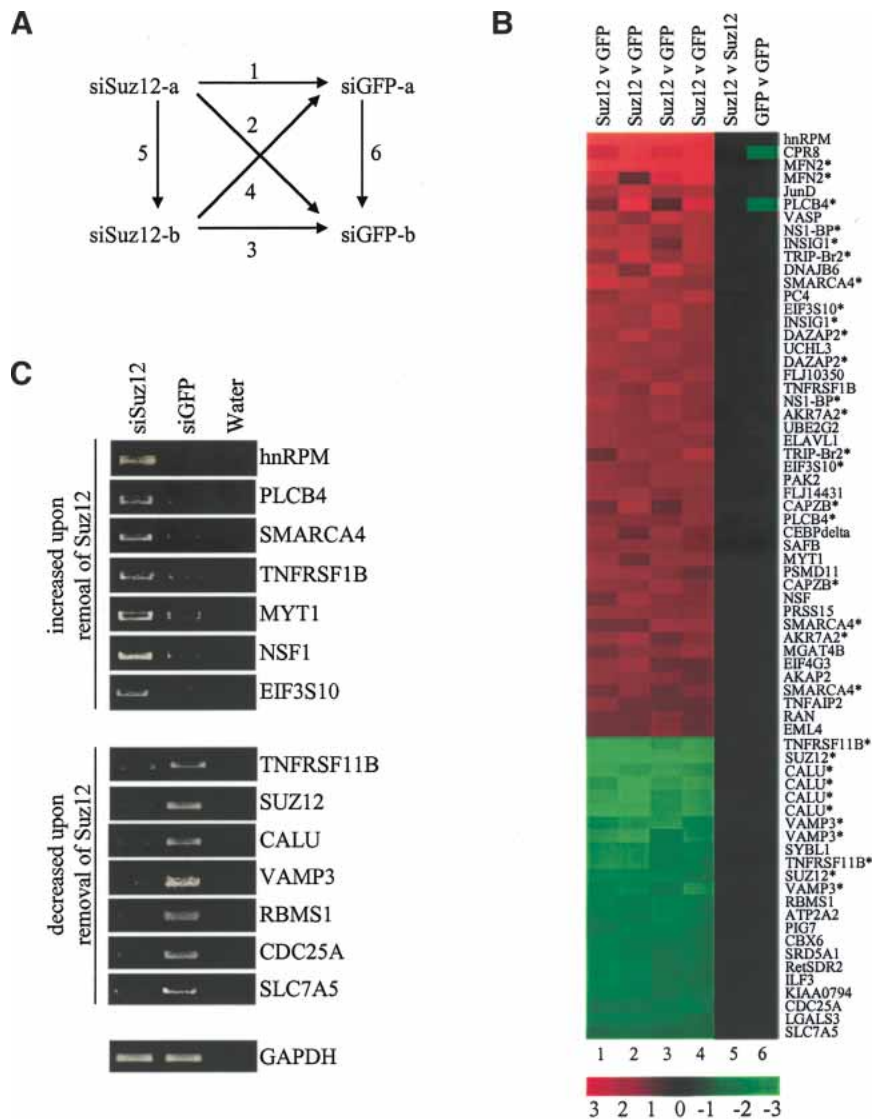 A
siSuz12-a
1
siGFP-a
2
5
6
4
siSuz12-b
3
siGFP-b
B
Suz12 v GFP
Suz12 v GFP
Suz12 v GFP
Suz12 v GFP
Suz12 v Suz12
GFP v GFP
hnRPM
CPR8
MFN2*
MFN2*
JunD
PLCB4*
VASP
NS1-BP*
INSIG1*
TRIP-Br2*
DNAJB6
SMARCA4*
PC4
EIF3S10*
INSIG1*
DAZAP2*
UCHL3
DAZAP2*
FLJ10350
TNFRSF1B
NS1-BP*
AKR7A2*
UBE2G2
ELAVL1
TRIP-Br2*
EIF3S10*
PAK2
FLJ14431
CAPZB*
PLCB4*
CEBPdelta
SAFB
MYT1
PSMD11
CAPZB*
NSF
PRSS15
SMARCA4*
AKR7A2*
MGAT4B
EIF4G3
AKAP2
SMARCA4*
TNFAIP2
RAN
EML4
TNFRSF11B*
SUZ12*
CALU*
CALU*
CALU*
CALU*
VAMP3*
VAMP3*
SYBL1
TNFRSF11B*
SUZ12*
VAMP3*
RBMS1
ATP2A2
PIG7
CBX6
SRD5A1
RetSDR2
ILF3
KIAA0794
CDC25A
LGALS3
SLC7A5
1 2 3 4 5 6
3 2 1 0 -1 -2 -3
C
siSuz12
siGFP
Water
increased upon
remoal of Suz12
hnRPM
PLCB4
SMARCA4
TNFRSF1B
MYT1
NSF1
EIF3S10
decreased upon
removal of Suz12
TNFRSF11B
SUZ12
CALU
VAMP3
RBMS1
CDC25A
SLC7A5
GAPDH